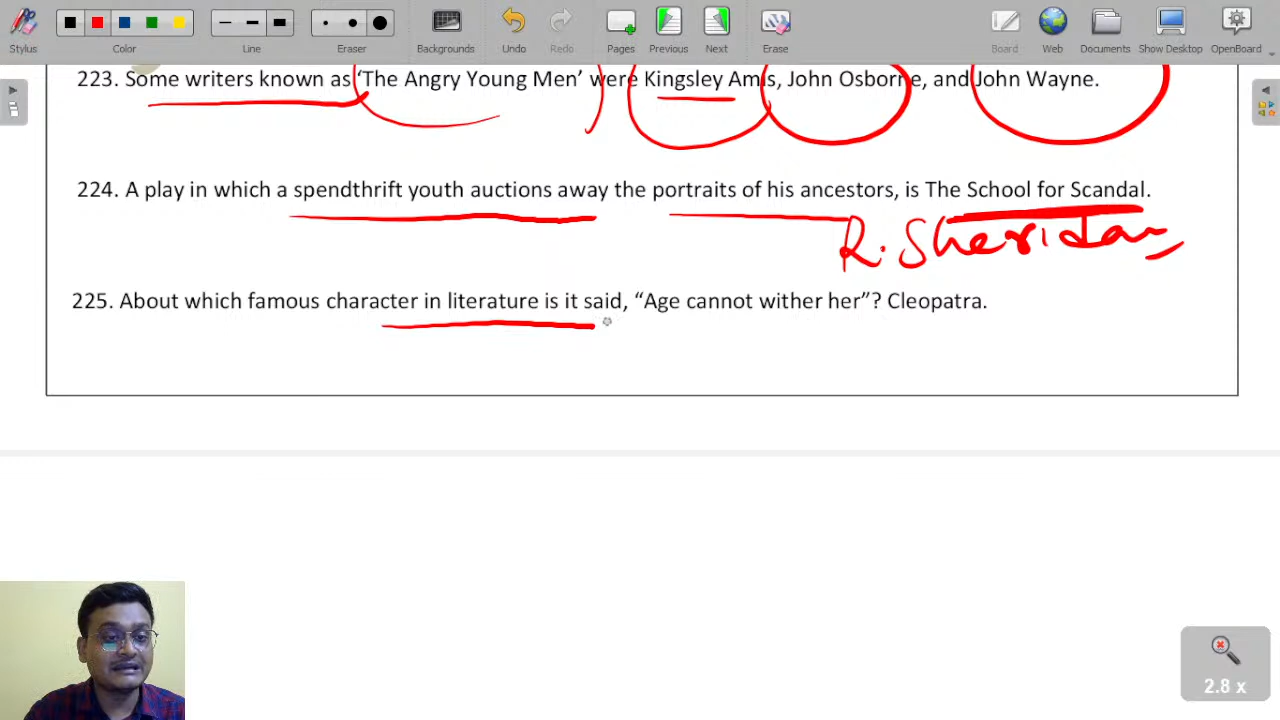 Stylus
Color
Line
Eraser
Backgrounds
Undo
Redo
Pages
Previous
Next
Erase
Board
Web
Documents
Show Desktop
OpenBoard
223. Some writers known as ‘The Angry Young Men’ were Kingsley Amis, John Osborne, and John Wayne.
224. A play in which a spendthrift youth auctions away the portraits of his ancestors, is The School for Scandal.
R. Sheridan
225. About which famous character in literature is it said, “Age cannot wither her”? Cleopatra.
2.8 x